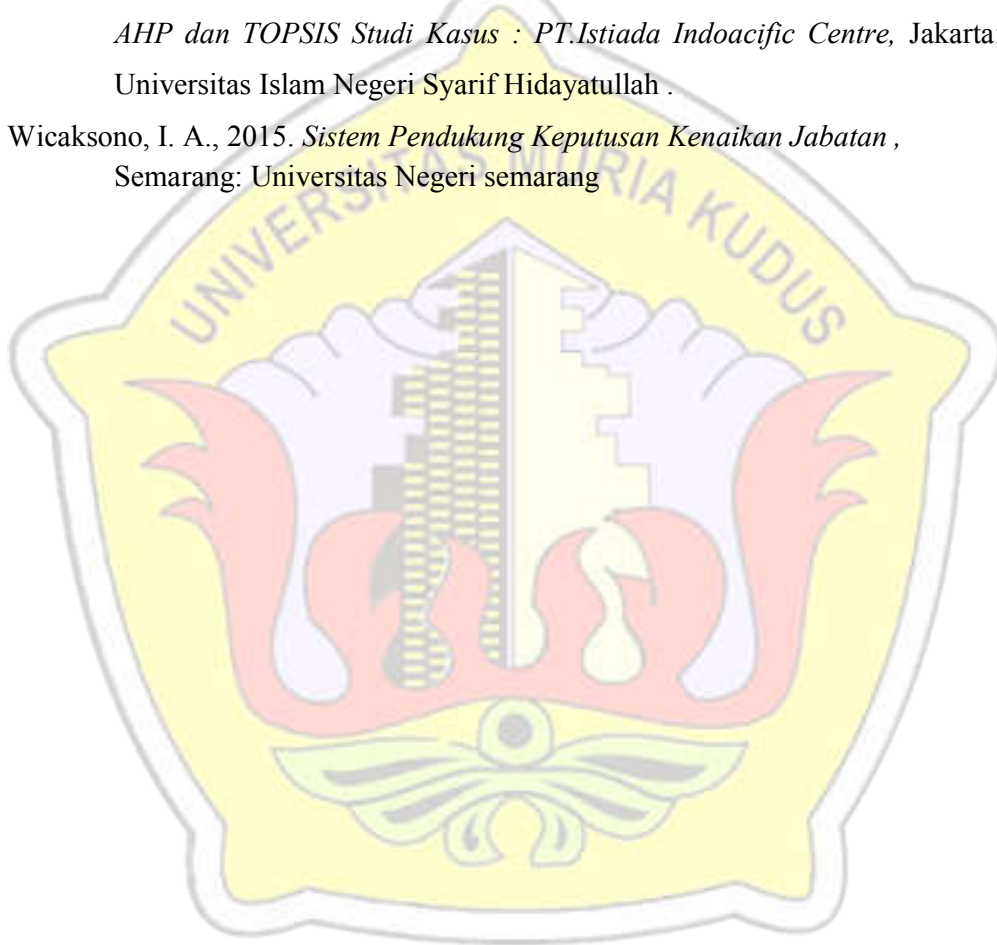 AHP dan TOPSIS Studi Kasus : PT.Istiada Indoacific Centre, Jakarta:
Universitas Islam Negeri Syarif Hidayatullah .
Wicaksono, I. A., 2015. Sistem Pendukung Keputusan Kenaikan Jabatan ,
Semarang: Universitas Negeri semarang
UNIVERSITAS MURIA KUDUS